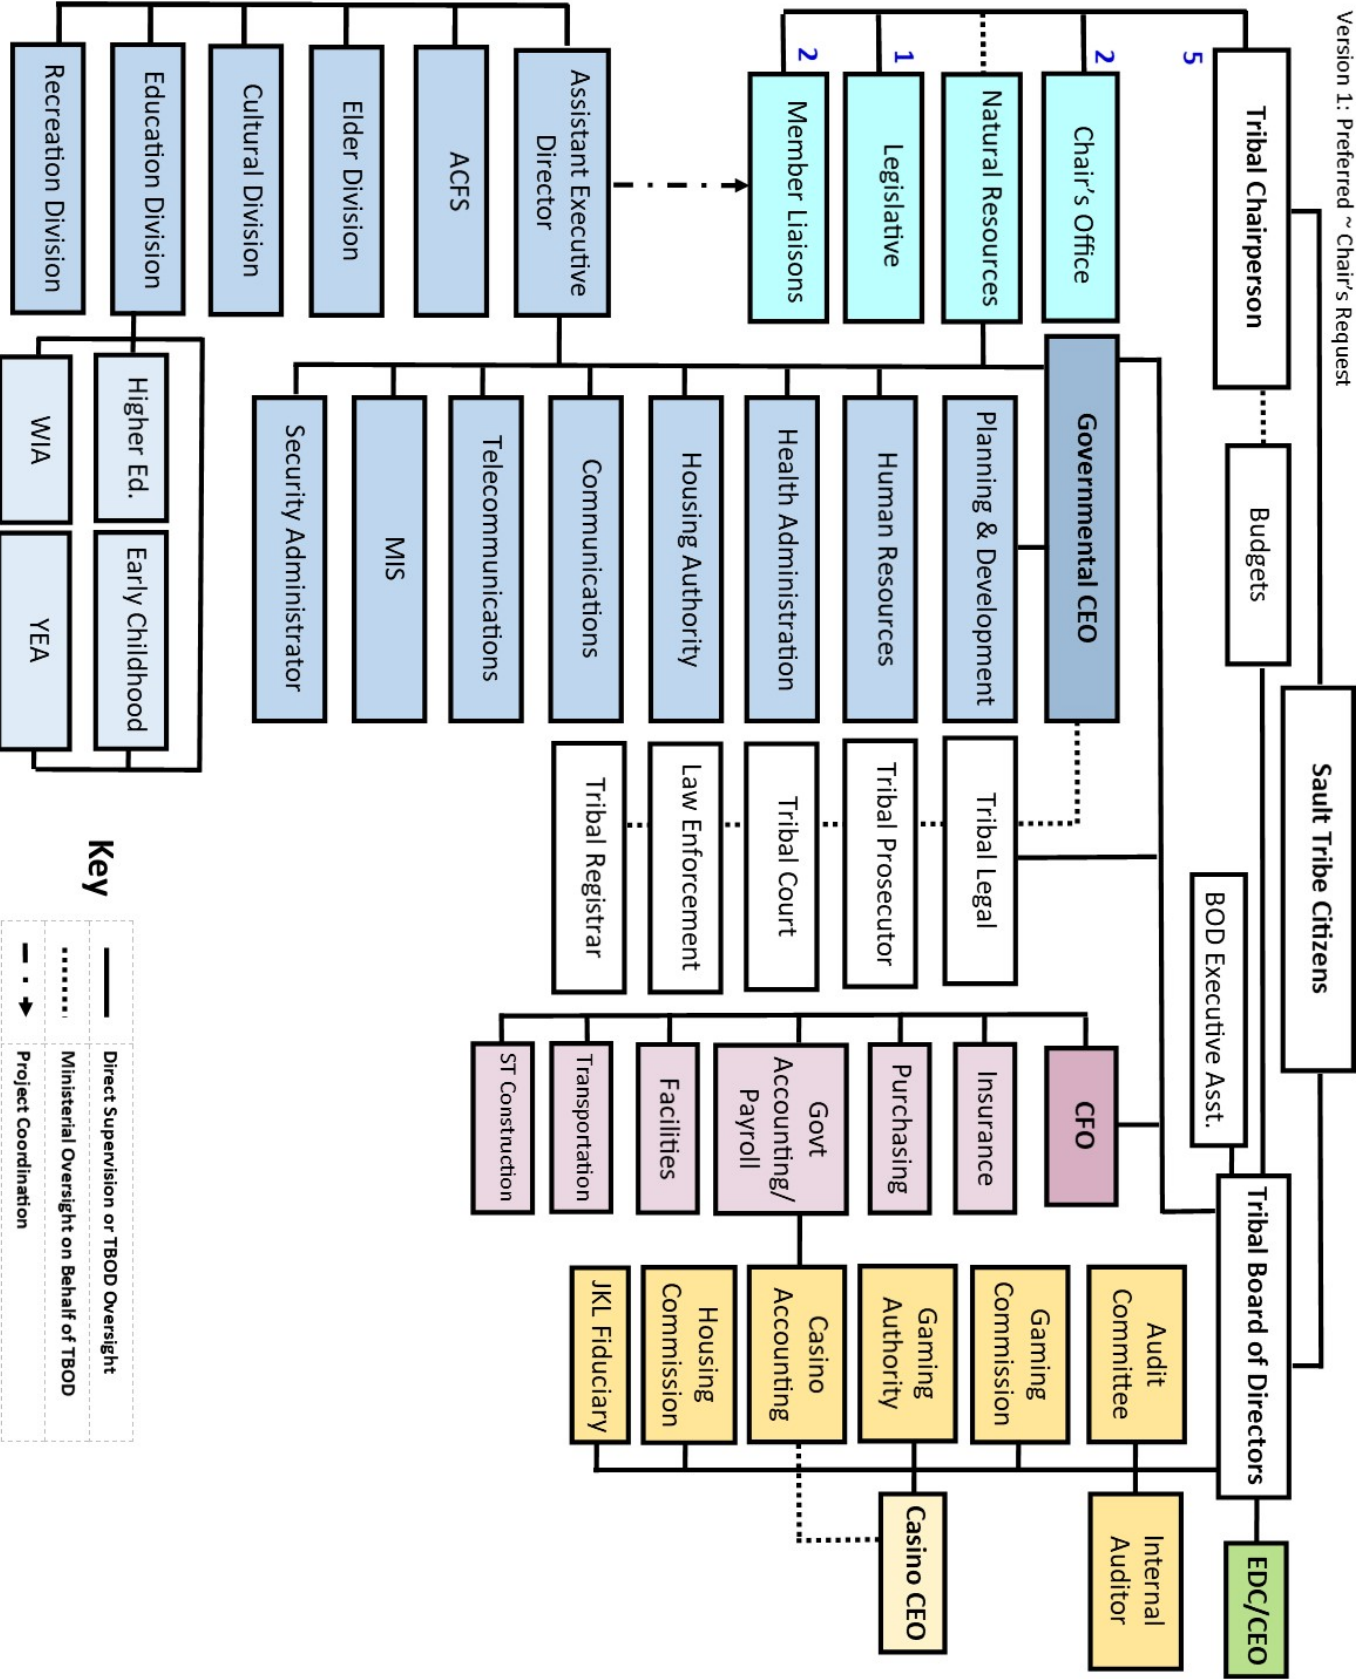 Version 1: Preferred ~ Chair's Request
Sault Tribe Citizens
Tribal Chairperson
Budgets
BOD Executive Asst.
Tribal Board of Directors
EDC/CEO
5
2
1
2
Chair's Office
Natural Resources
Legislative
Member Liaisons
Governmental CEO
Planning & Development
Human Resources
Health Administration
Housing Authority
Communications
Telecommunications
MIS
Security Administrator
Tribal Legal
Tribal Prosecutor
Tribal Court
Law Enforcement
Tribal Registrar
CFO
Insurance
Purchasing
Govt
Accounting/
Payroll
Facilities
Transportation
ST Construction
Audit
Committee
Internal
Auditor
Gaming
Commission
Gaming
Authority
Casino CEO
Casino
Accounting
Housing
Commission
JKL Fiduciary
Assistant Executive
Director
ACFS
Elder Division
Cultural Division
Education Division
Recreation Division
Higher Ed.
Early Childhood
WIA
YEA
Key
Direct Supervision or TBOD Oversight
Ministerial Oversight on Behalf of TBOD
Project Coordination